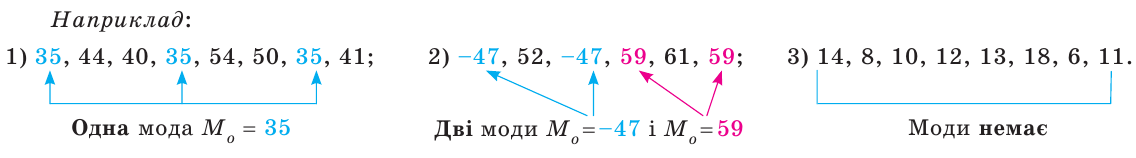 Наприклад:
1) 35, 44, 40, 35, 54, 50, 35, 41;
2) −47, 52, −47, 59, 61, 59;
3) 14, 8, 10, 12, 13, 18, 6, 11.
Одна мода Mo = 35
Дві моди Mo=−47 і Mo=59
Моди немає